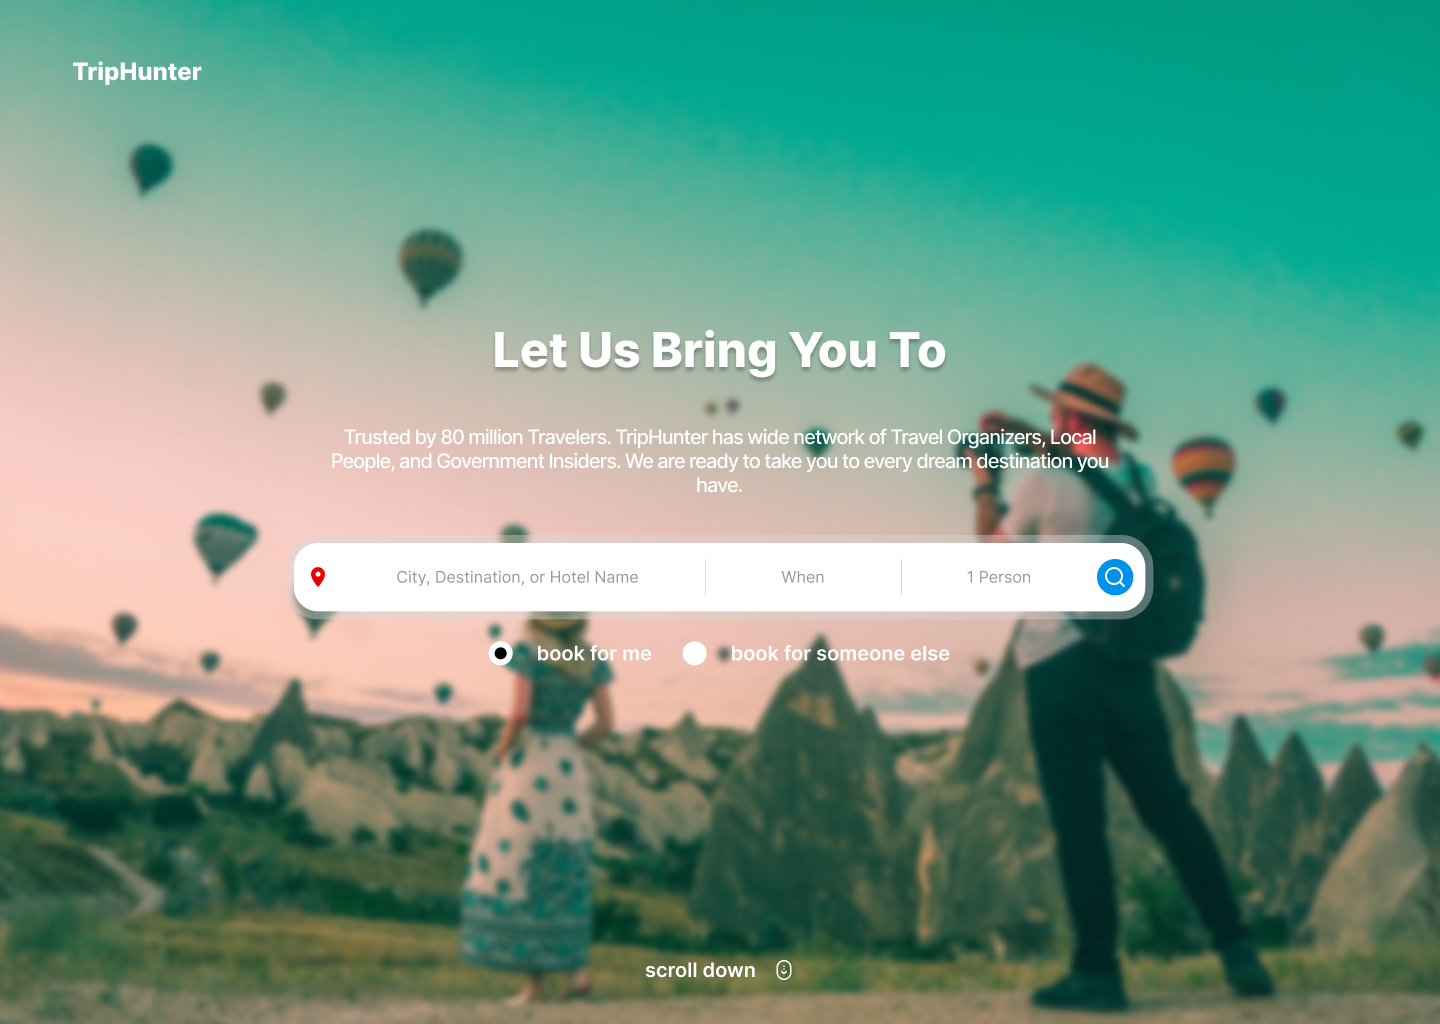 TripHunter
Let Us Bring You To
Trusted by 80 million Travelers. TripHunter has wide network of Travel Organizers, Local
People, and Government Insiders. We are ready to take you to every dream destination you
have.
City, Destination, or Hotel Name
When
1 Person
book for me
book for someone else
scroll down